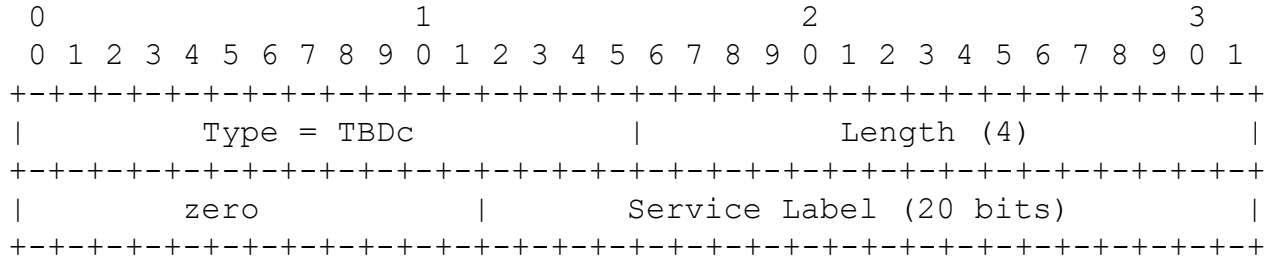 0                   1                   2                   3
 0 1 2 3 4 5 6 7 8 9 0 1 2 3 4 5 6 7 8 9 0 1 2 3 4 5 6 7 8 9 0 1
+-+-+-+-+-+-+-+-+-+-+-+-+-+-+-+-+-+-+-+-+-+-+-+-+-+-+-+-+-+-+-+-+
|         Type = TBDc           |          Length (4)           |
+-+-+-+-+-+-+-+-+-+-+-+-+-+-+-+-+-+-+-+-+-+-+-+-+-+-+-+-+-+-+-+-+
|        zero           |       Service Label (20 bits)         |
+-+-+-+-+-+-+-+-+-+-+-+-+-+-+-+-+-+-+-+-+-+-+-+-+-+-+-+-+-+-+-+-+